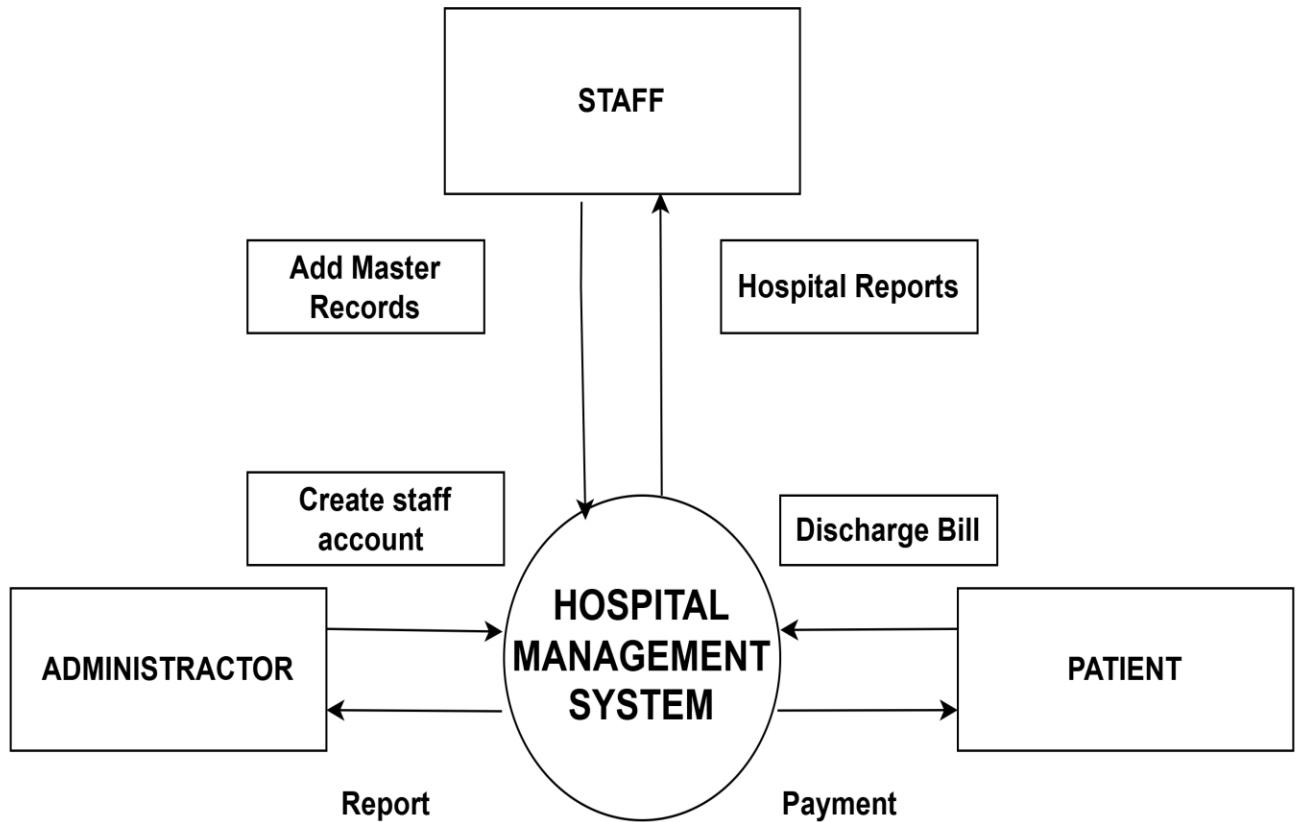 STAFF
Add Master
Records
Hospital Reports
Create staff
account
Discharge Bill
ADMINISTRACTOR
HOSPITAL
MANAGEMENT
SYSTEM
PATIENT
Report
Payment